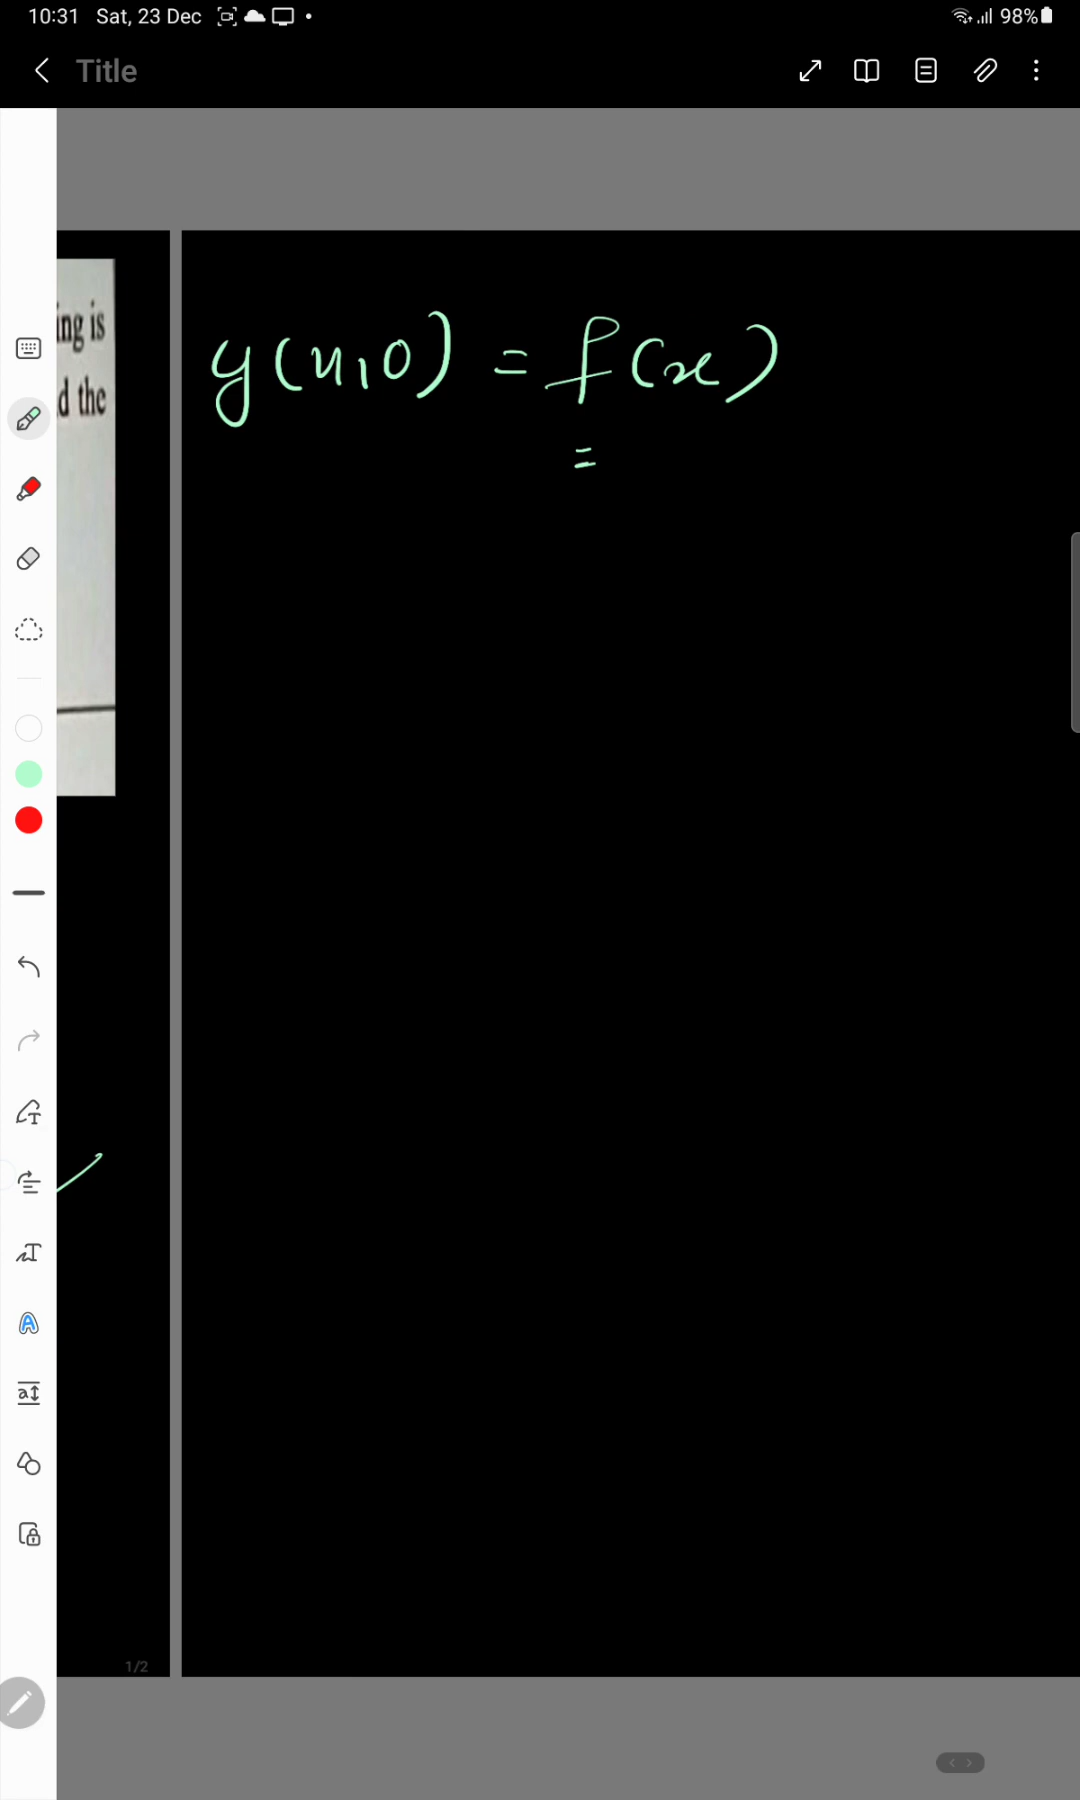 10:31 Sat, 23 Dec 98%
Title
ing is
d the
y(x,0) = f(x)
=
1/2